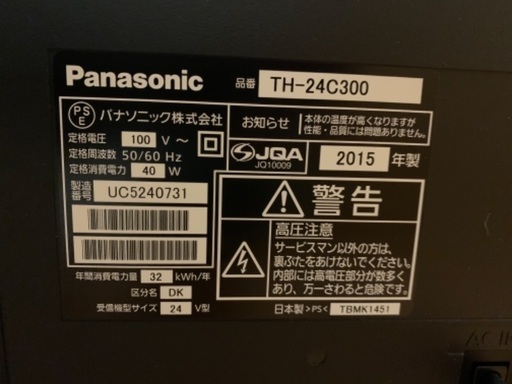 Panasonic
品番 TH-24C300
PS E パナソニック株式会社
定格電圧 100 V～
定格周波数 50/60 Hz
定格消費電力 40 W
製造番号 UC5240731
年間消費電力量 32 kWh/年
区分名 DK
受信機型サイズ 24 V型
お知らせ
本体の温度が高くなりますが
性能・品質には問題ありません。
JQA
JQ10009
2015 年製
警告
高圧注意
サービスマン以外の方は、
裏ぶたをあけないでください。
内部には高電圧部分が数多く
あり、万一さわると危険です。
日本製 >PS< TBMK1451
AC I